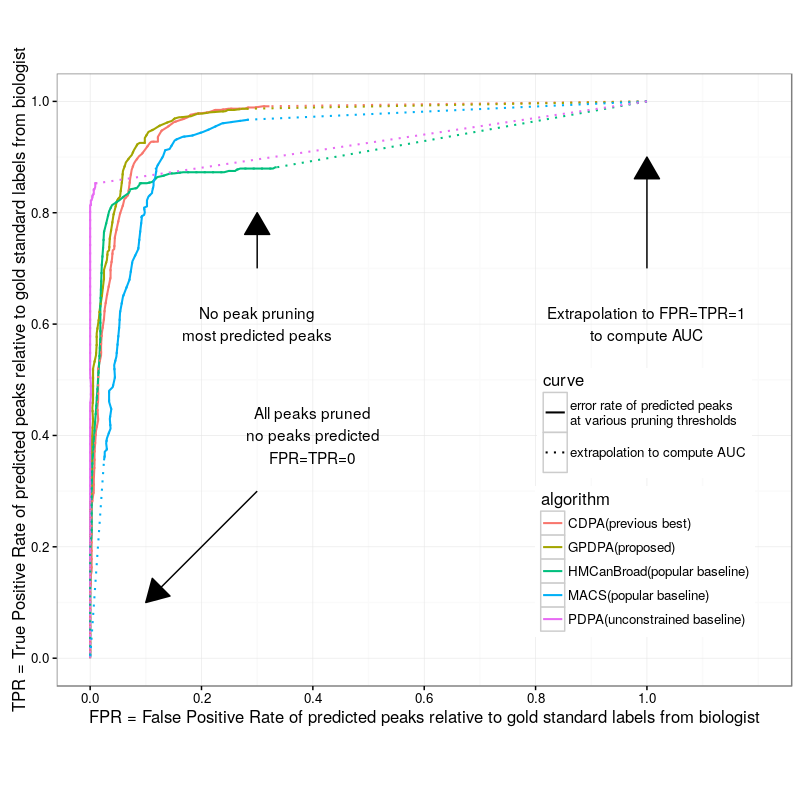 TPR = True Positive Rate of predicted peaks relative to gold standard labels from biologist
1.0
0.8
0.6
0.4
0.2
0.0
No peak pruning
most predicted peaks
Extrapolation to FPR=TPR=1
to compute AUC
All peaks pruned
no peaks predicted
FPR=TPR=0
curve
error rate of predicted peaks
at various pruning thresholds
extrapolation to compute AUC
algorithm
CDPA(previous best)
GPDPA(proposed)
HMCanBroad(popular baseline)
MACS(popular baseline)
PDPA(unconstrained baseline)
0.0 0.2 0.4 0.6 0.8 1.0
FPR = False Positive Rate of predicted peaks relative to gold standard labels from biologist